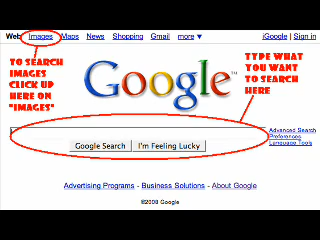 Web Images Maps News Shopping Gmail more ▼ iGoogle | Sign in
TO SEARCH
IMAGES
CLICK UP
HERE ON
"IMAGES"
Google™
TYPE WHAT
YOU WANT
TO SEARCH
HERE
Advanced Search
Preferences
Language Tools
Google Search I'm Feeling Lucky
Advertising Programs - Business Solutions - About Google
©2008 Google